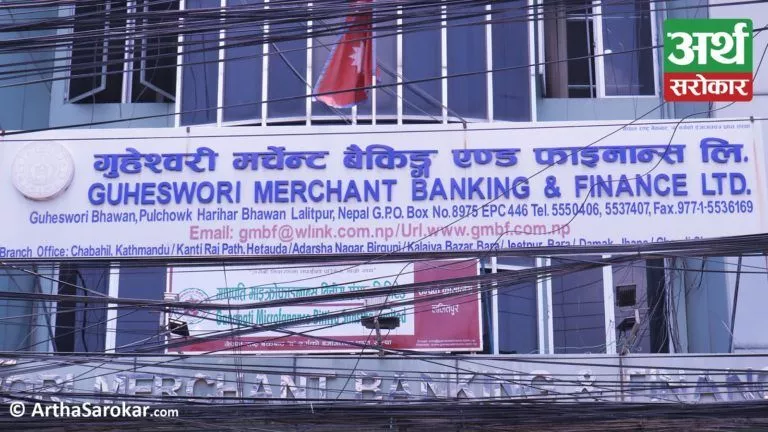 अर्थ
सरोकार
गुहेश्वरी मर्चेन्ट बैकिङ्ग एण्ड फाइनान्स लि.
GUHESWORI MERCHANT BANKING & FINANCE LTD.
Guheswori Bhawan,Pulchowk Harihar Bhawan Lalitpur, Nepal G.P.O. Box No.8975 EPC 446 Tel. 5550406, 5537407, Fax.977-1-5536169
Email: gmbf@wlink.com.np/Url.www.gmbf.com.np
Branch Office: Chabahil, Kathmandu / Kanti Raj Path, Hetauda / Adarsha Nagar, Birgunj / Kalaiya Bazar, Bara / Jeetpur, Bara / Damak, Jhapa /
Microfinance
ललितपुर
MERCHANT BANKING &
© ArthaSarokar.com